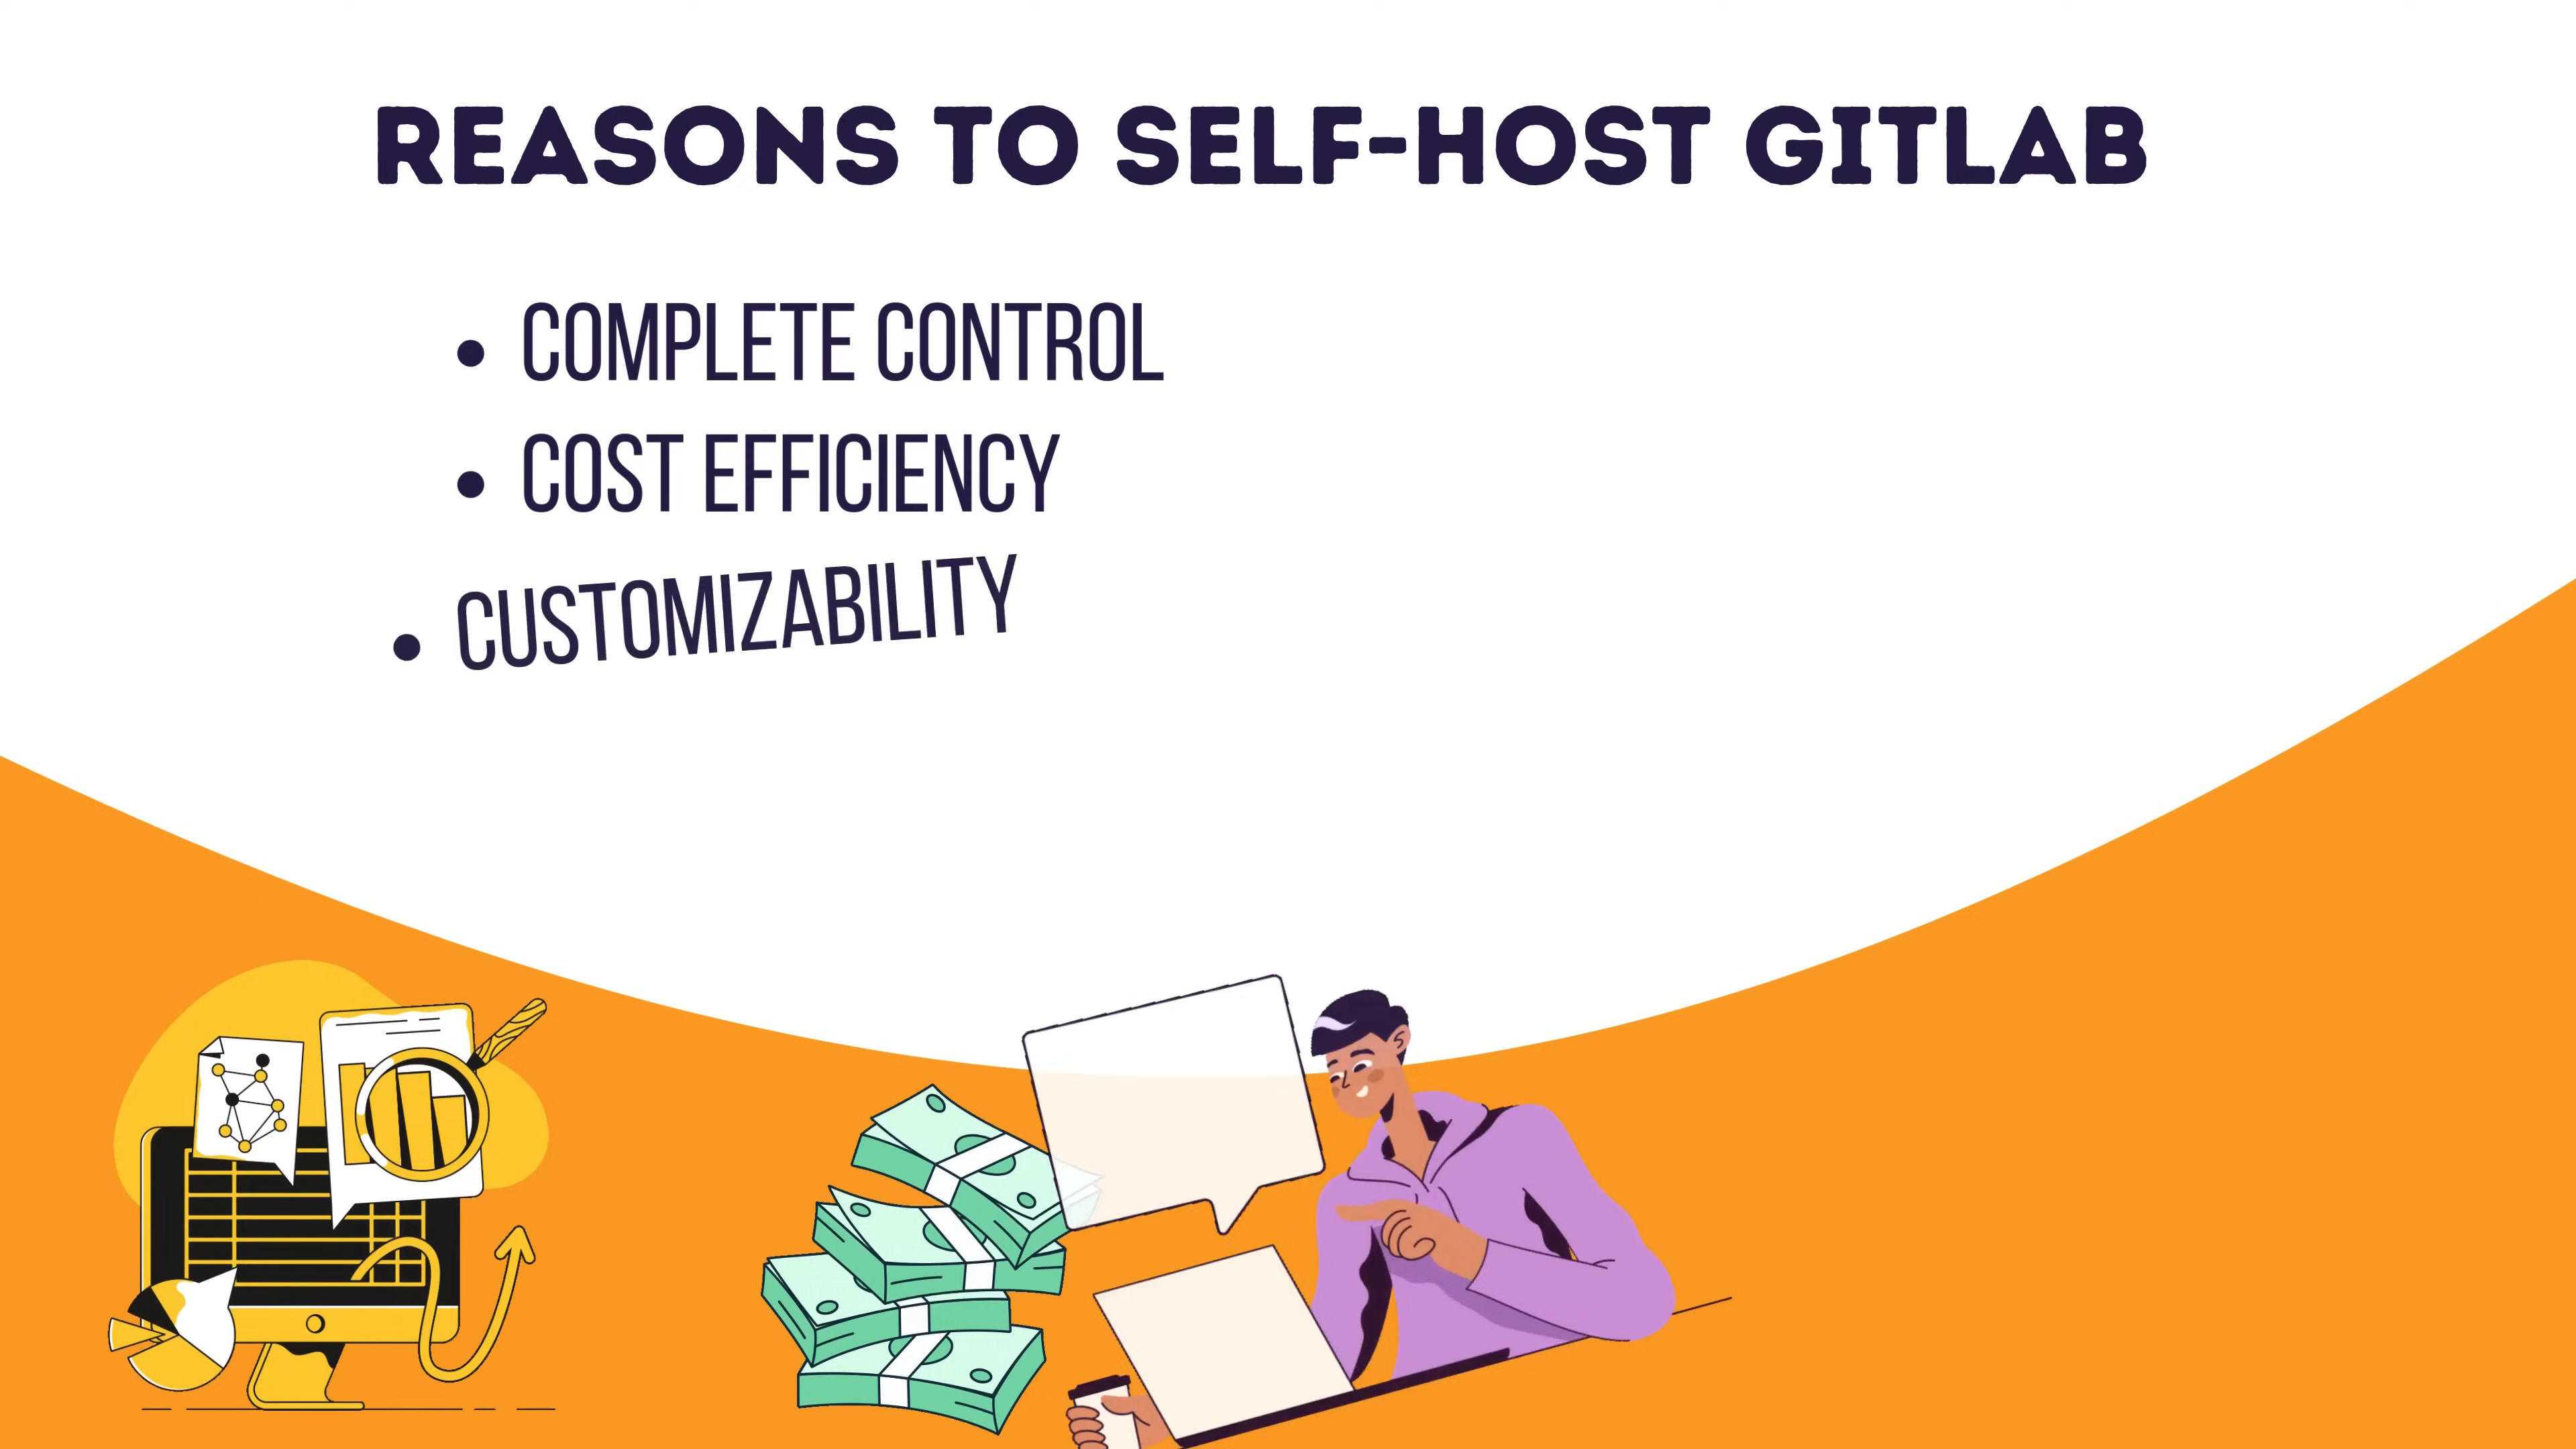 REASONS TO SELF-HOST GITLAB
• COMPLETE CONTROL
• COST EFFICIENCY
• CUSTOMIZABILITY